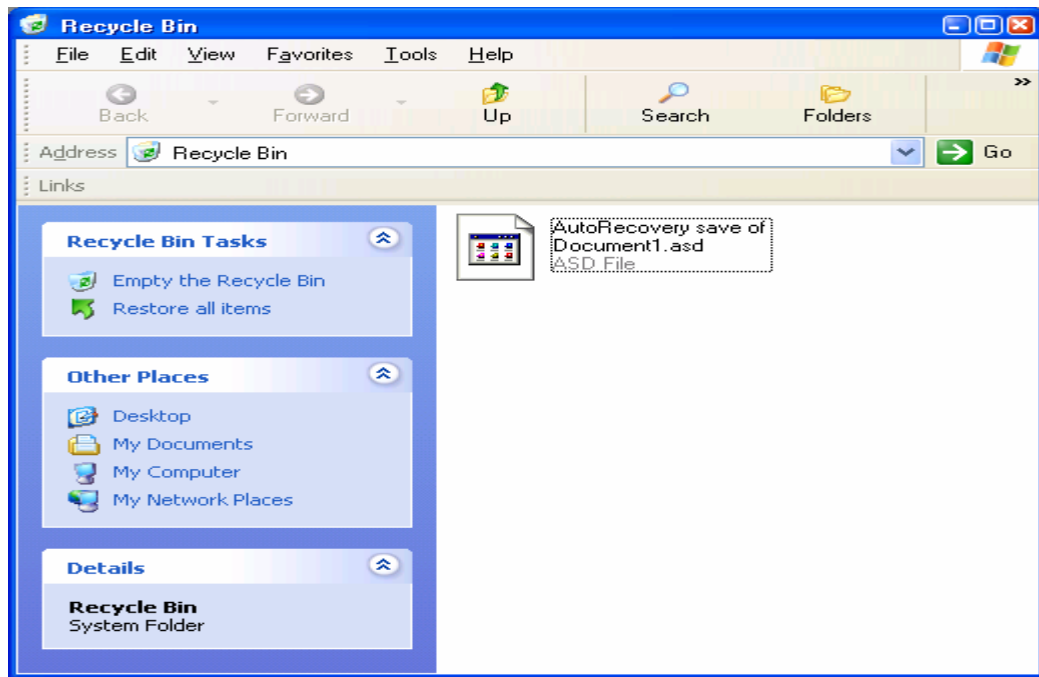 Recycle Bin
File Edit View Favorites Tools Help
Back Forward Up Search Folders »
Address Recycle Bin Go
Links
Recycle Bin Tasks
Empty the Recycle Bin
Restore all items
Other Places
Desktop
My Documents
My Computer
My Network Places
Details
Recycle Bin
System Folder
AutoRecovery save of
Document1.asd
ASD File